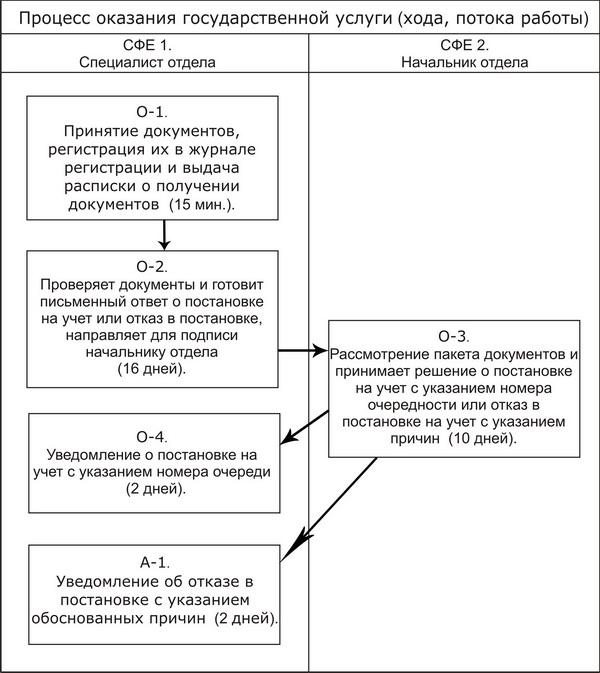 Процесс оказания государственной услуги (хода, потока работы)
СФЕ 1.
Специалист отдела
СФЕ 2.
Начальник отдела
О-1.
Принятие документов,
регистрация их в журнале
регистрации и выдача
расписки о получении
документов (15 мин.).
О-2.
Проверяет документы и готовит
письменный ответ о постановке
на учет или отказ в постановке,
направляет для подписи
начальнику отдела
(16 дней).
О-3.
Рассмотрение пакета документов и
принимает решение о постановке
на учет с указанием номера
очередности или отказ в
постановке на учет с указанием
причин (10 дней).
О-4.
Уведомление о постановке на
учет с указанием номера очереди
(2 дней).
А-1.
Уведомление об отказе в
постановке с указанием
обоснованных причин (2 дней).